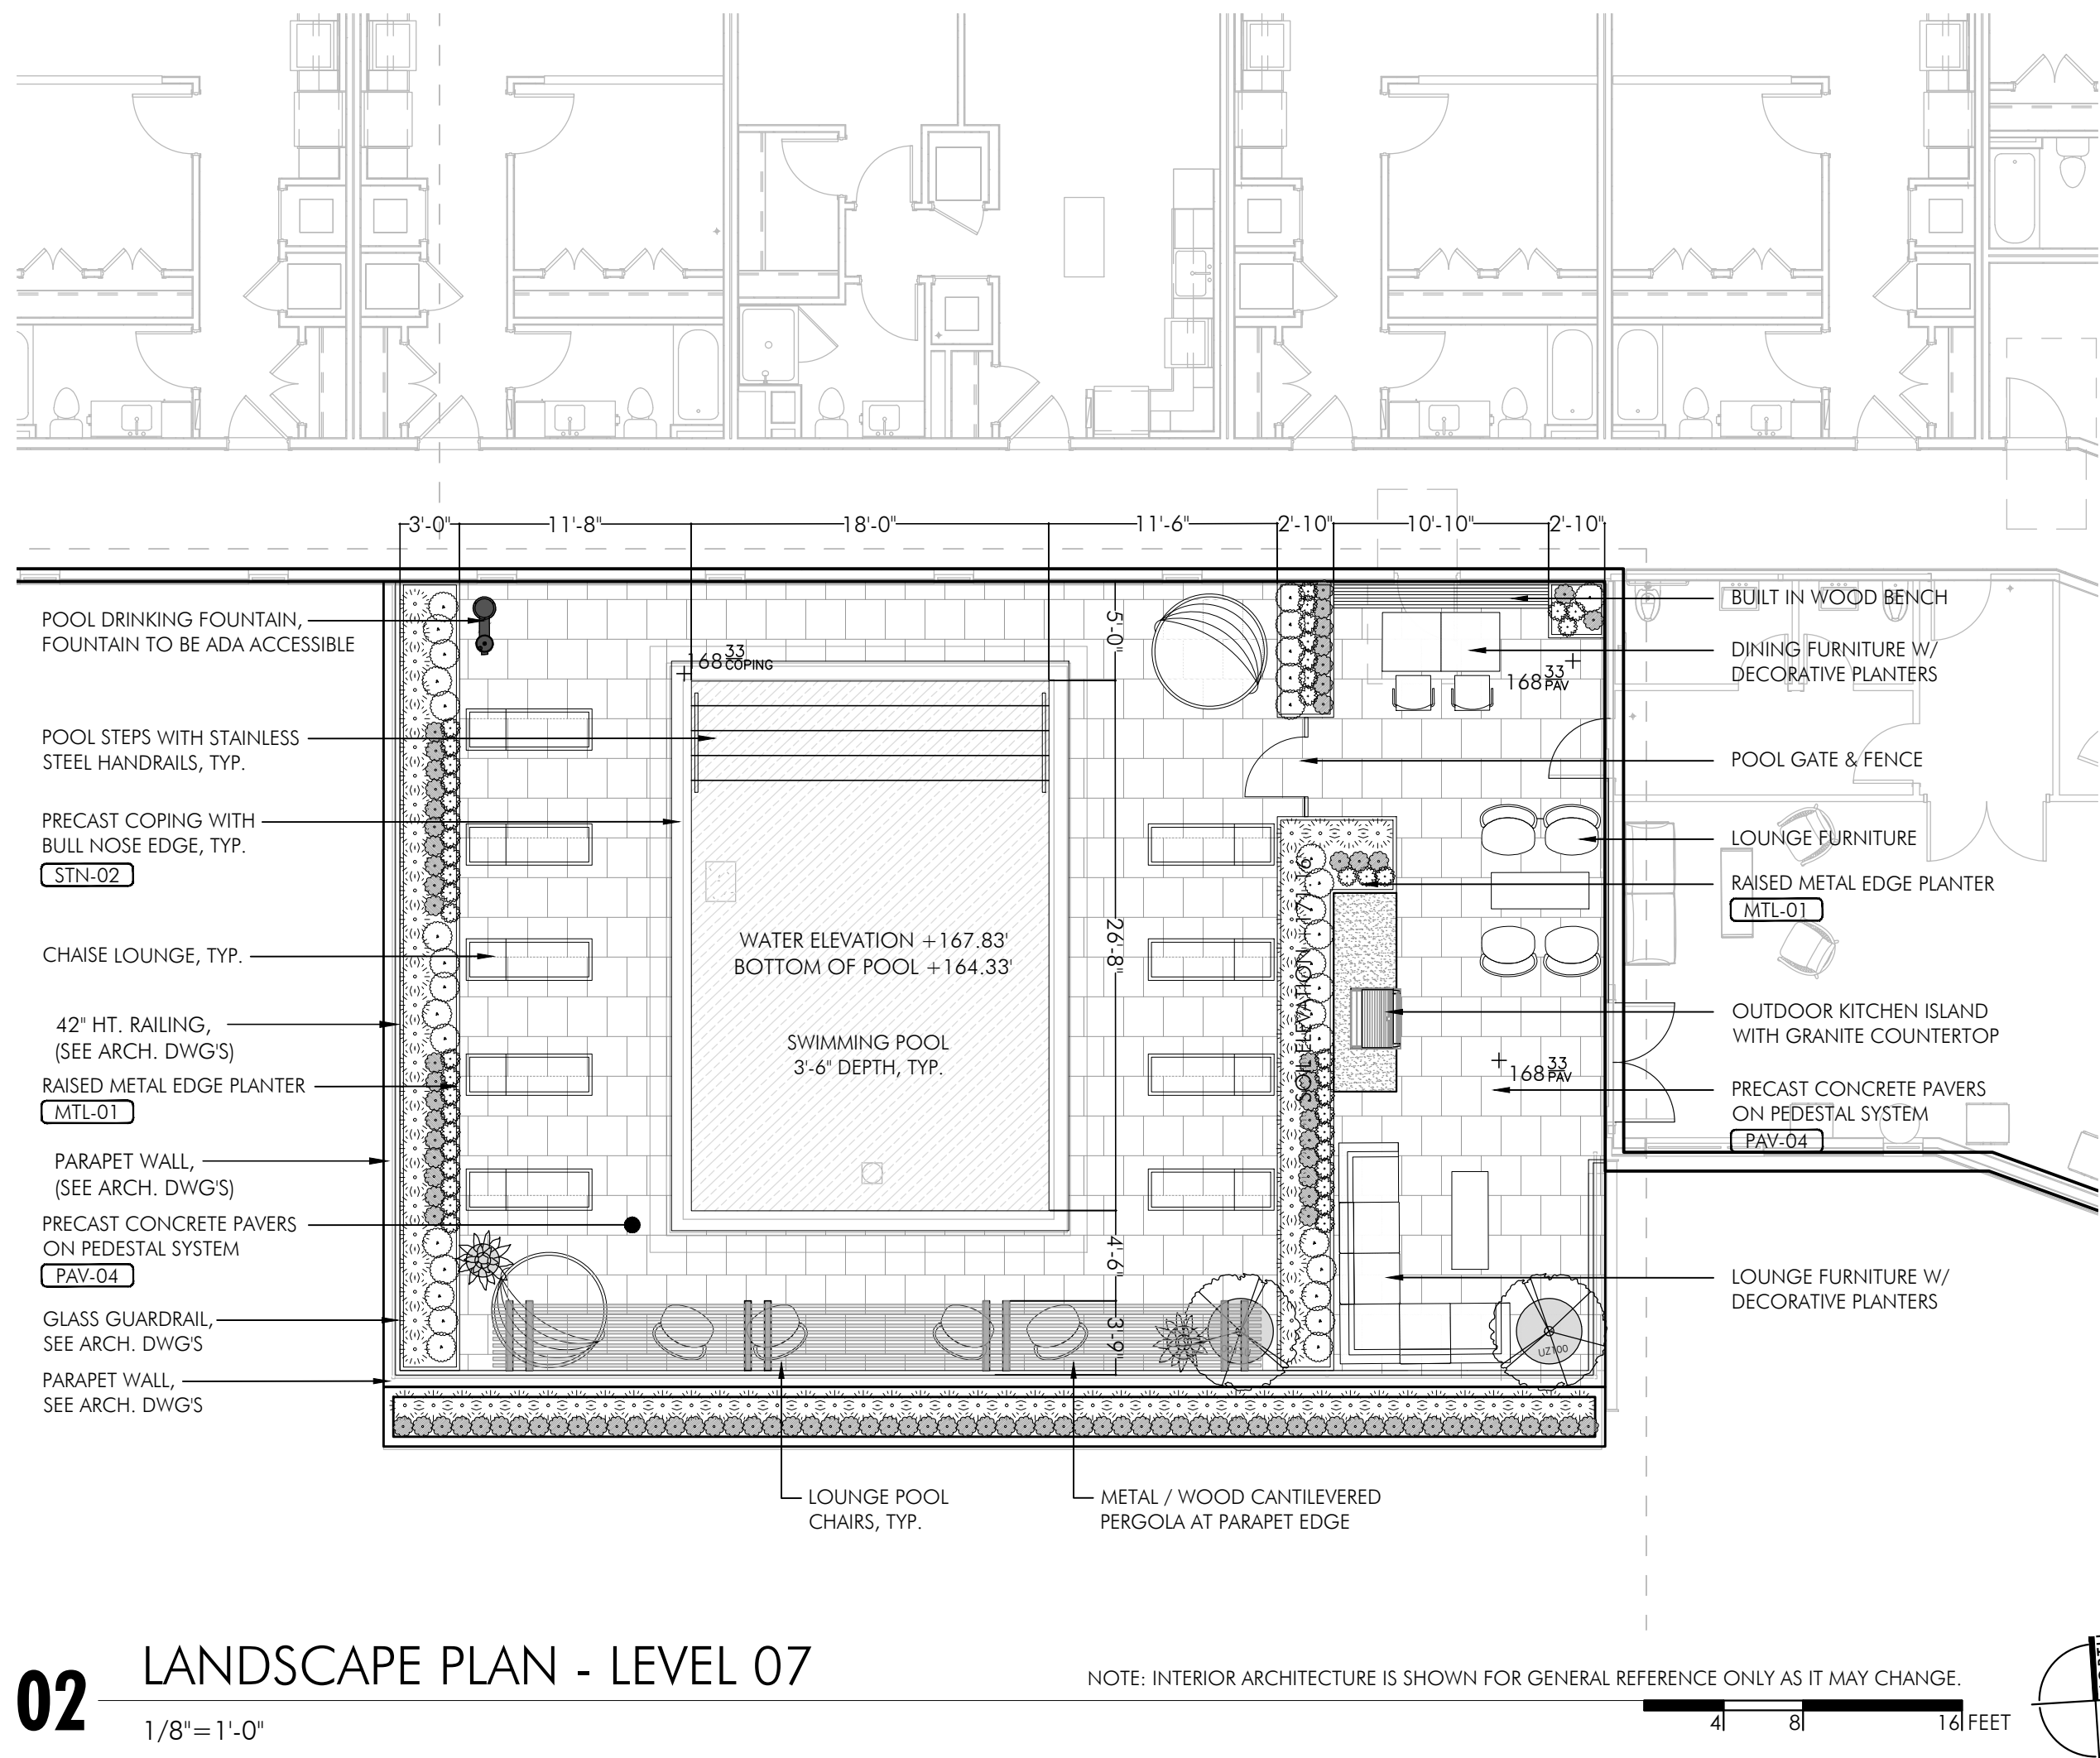 3'-0" 11'-8" 18'-0" 11'-6" 2'-10" 10'-10" 2'-10"
POOL DRINKING FOUNTAIN,
FOUNTAIN TO BE ADA ACCESSIBLE
POOL STEPS WITH STAINLESS
STEEL HANDRAILS, TYP.
PRECAST COPING WITH
BULL NOSE EDGE, TYP.
STN-02
CHAISE LOUNGE, TYP.
42" HT. RAILING,
(SEE ARCH. DWG'S)
RAISED METAL EDGE PLANTER
MTL-01
PARAPET WALL,
(SEE ARCH. DWG'S)
PRECAST CONCRETE PAVERS
ON PEDESTAL SYSTEM
PAV-04
GLASS GUARDRAIL,
SEE ARCH. DWG'S
PARAPET WALL,
SEE ARCH. DWG'S
168 33
COPING
5'-0"
26'-8"
4'-6"
3'-9"
WATER ELEVATION +167.83'
BOTTOM OF POOL +164.33'
SWIMMING POOL
3'-6" DEPTH, TYP.
168 33
PAV
SOIL ELEVATION
168 33
PAV
UZ100
BUILT IN WOOD BENCH
DINING FURNITURE W/
DECORATIVE PLANTERS
POOL GATE & FENCE
LOUNGE FURNITURE
RAISED METAL EDGE PLANTER
MTL-01
OUTDOOR KITCHEN ISLAND
WITH GRANITE COUNTERTOP
PRECAST CONCRETE PAVERS
ON PEDESTAL SYSTEM
PAV-04
LOUNGE FURNITURE W/
DECORATIVE PLANTERS
LOUNGE POOL
CHAIRS, TYP.
METAL / WOOD CANTILEVERED
PERGOLA AT PARAPET EDGE
02
LANDSCAPE PLAN - LEVEL 07
1/8"=1'-0"
NOTE: INTERIOR ARCHITECTURE IS SHOWN FOR GENERAL REFERENCE ONLY AS IT MAY CHANGE.
4 8 16 FEET